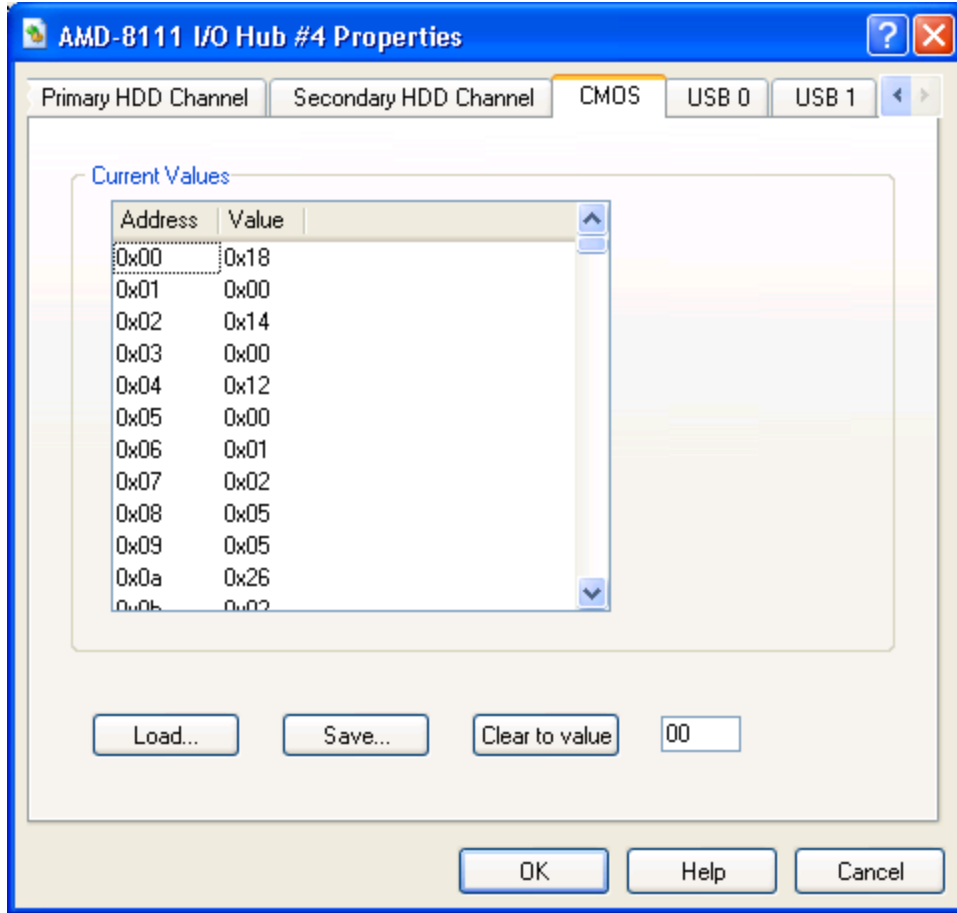 AMD-8111 I/O Hub #4 Properties
Primary HDD Channel Secondary HDD Channel CMOS USB 0 USB 1
Current Values
Address Value
0x00 0x18
0x01 0x00
0x02 0x14
0x03 0x00
0x04 0x12
0x05 0x00
0x06 0x01
0x07 0x02
0x08 0x05
0x09 0x05
0x0a 0x26
0x0b 0x02
Load... Save... Clear to value 00
OK Help Cancel